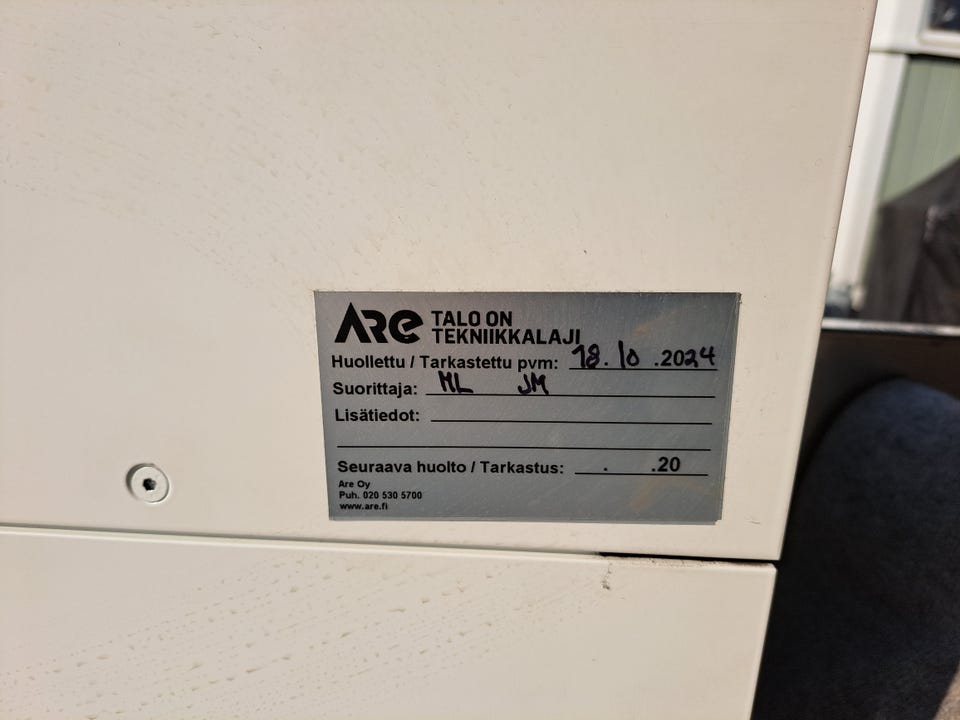 Are TALO ON
TEKNIIKKALAJI
Huollettu / Tarkastettu pvm: 18. 10 .2024
Suorittaja: ML JM
Lisätiedot:
Seuraava huolto / Tarkastus: . .20
Are Oy
Puh. 020 530 5700
www.are.fi